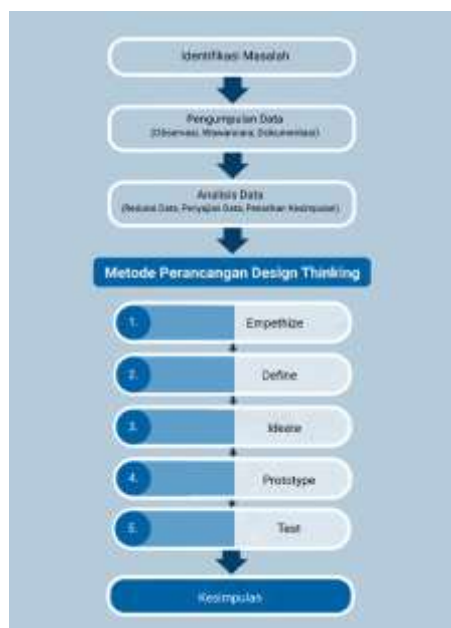 Identifikasi Masalah
Pengumpulan Data
(Observasi, Wawancara, Dokumentasi)
Analisis Data
(Reduksi Data, Penyajian Data, Penarikan Kesimpulan)
Metode Perancangan Design Thinking
1. Empethize
2. Define
3. Ideate
4. Prototype
5. Test
Kesimpulan